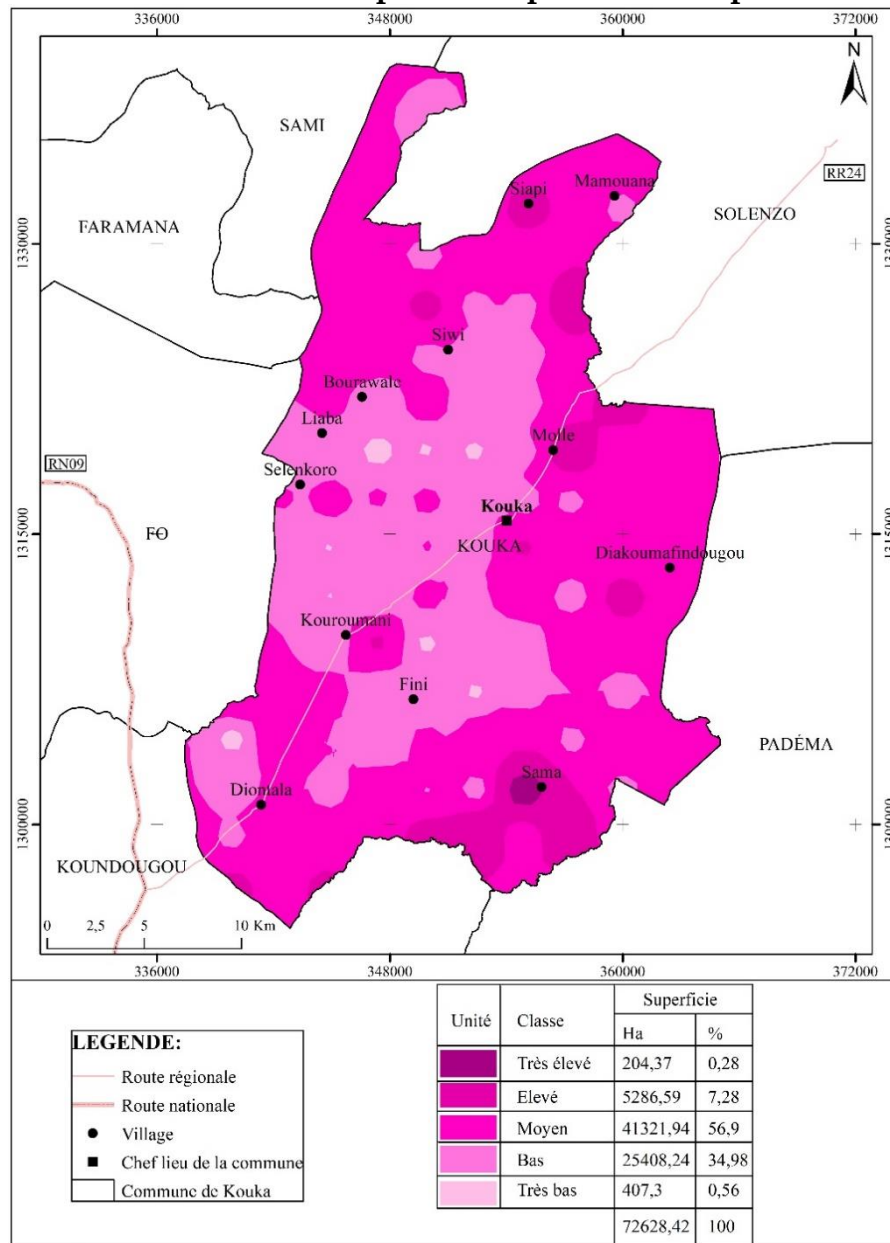 336000 348000 360000 372000
N
SAMI
Siapi Mamouana
RR24
SOLENZO
FARAMANA
1330000 1330000
Siwi
Bourawale
Liaba
Molle
RN09
Selenkoro
Kouka
FO
KOUKA
1315000 1315000
Diakoumafindougou
Kouroumani
Fini
PADÉMA
Sama
Diomala
1300000 1300000
KOUNDOUGOU
0 2,5 5 10 Km
336000 348000 360000 372000
LEGENDE:
Route régionale
Route nationale
Village
Chef lieu de la commune
Commune de Kouka
Unité Classe Superficie
Ha %
Très élevé 204,37 0,28
Elevé 5286,59 7,28
Moyen 41321,94 56,9
Bas 25408,24 34,98
Très bas 407,3 0,56
72628,42 100